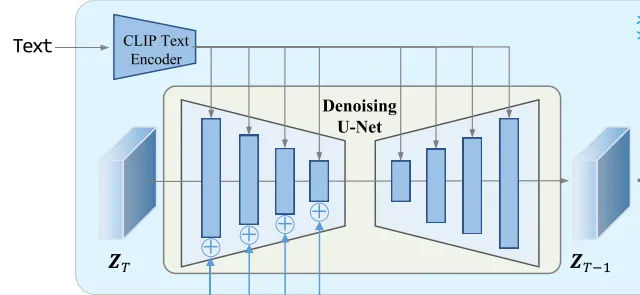 Text
CLIP Text
Encoder
Denoising
U-Net
Z_T
Z_{T-1}